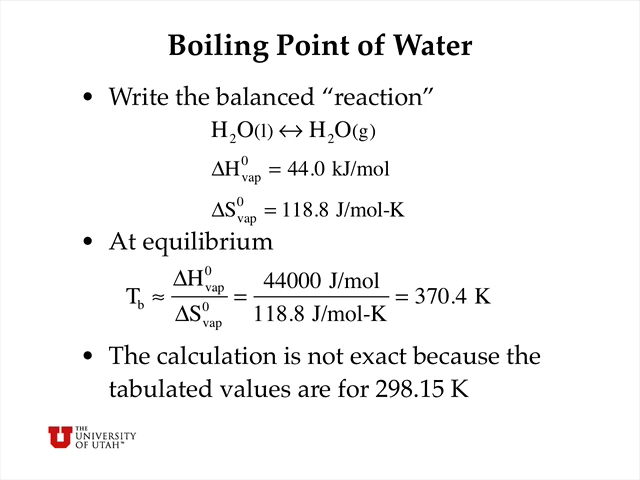 Boiling Point of Water
• Write the balanced “reaction”
H₂O(l) ↔ H₂O(g)
ΔH⁰vap = 44.0 kJ/mol
ΔS⁰vap = 118.8 J/mol-K
• At equilibrium
Tb ≈ ΔH⁰vap / ΔS⁰vap = 44000 J/mol / 118.8 J/mol-K = 370.4 K
• The calculation is not exact because the
tabulated values are for 298.15 K
U THE
UNIVERSITY
OF UTAH™